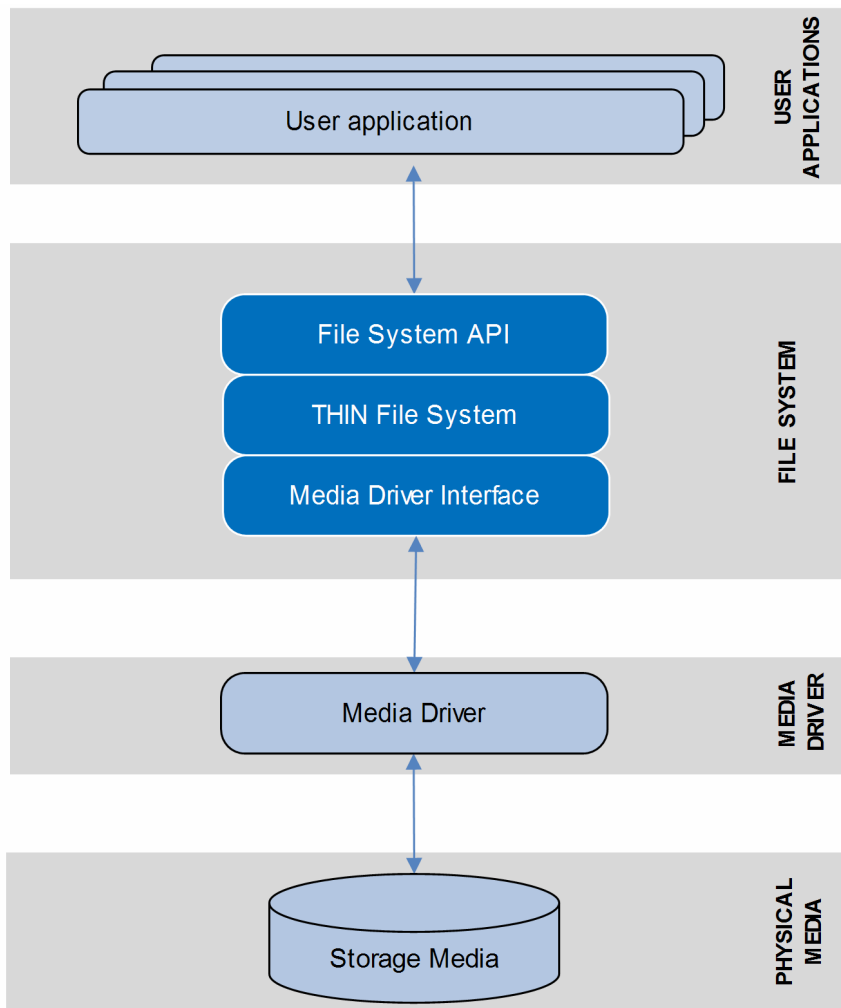 User application
USER
APPLICATIONS
File System API
THIN File System
Media Driver Interface
FILE SYSTEM
Media Driver
MEDIA
DRIVER
Storage Media
PHYSICAL
MEDIA